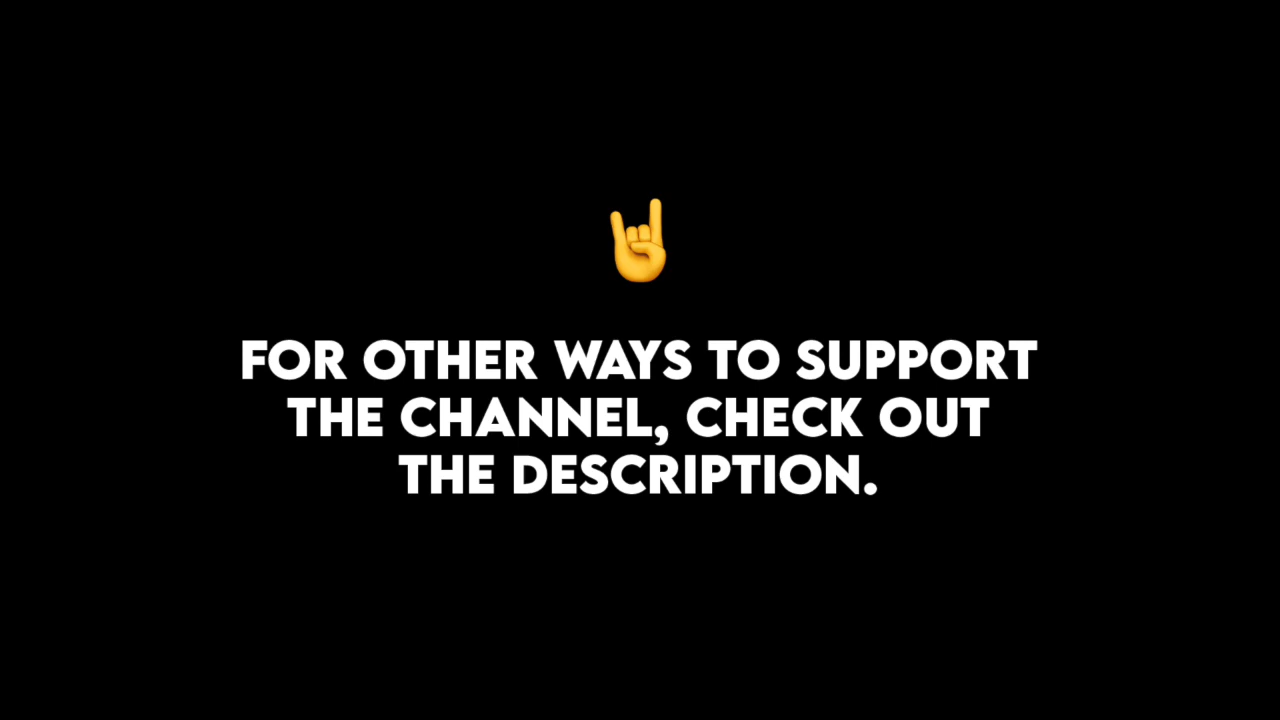 FOR OTHER WAYS TO SUPPORT
THE CHANNEL, CHECK OUT
THE DESCRIPTION.